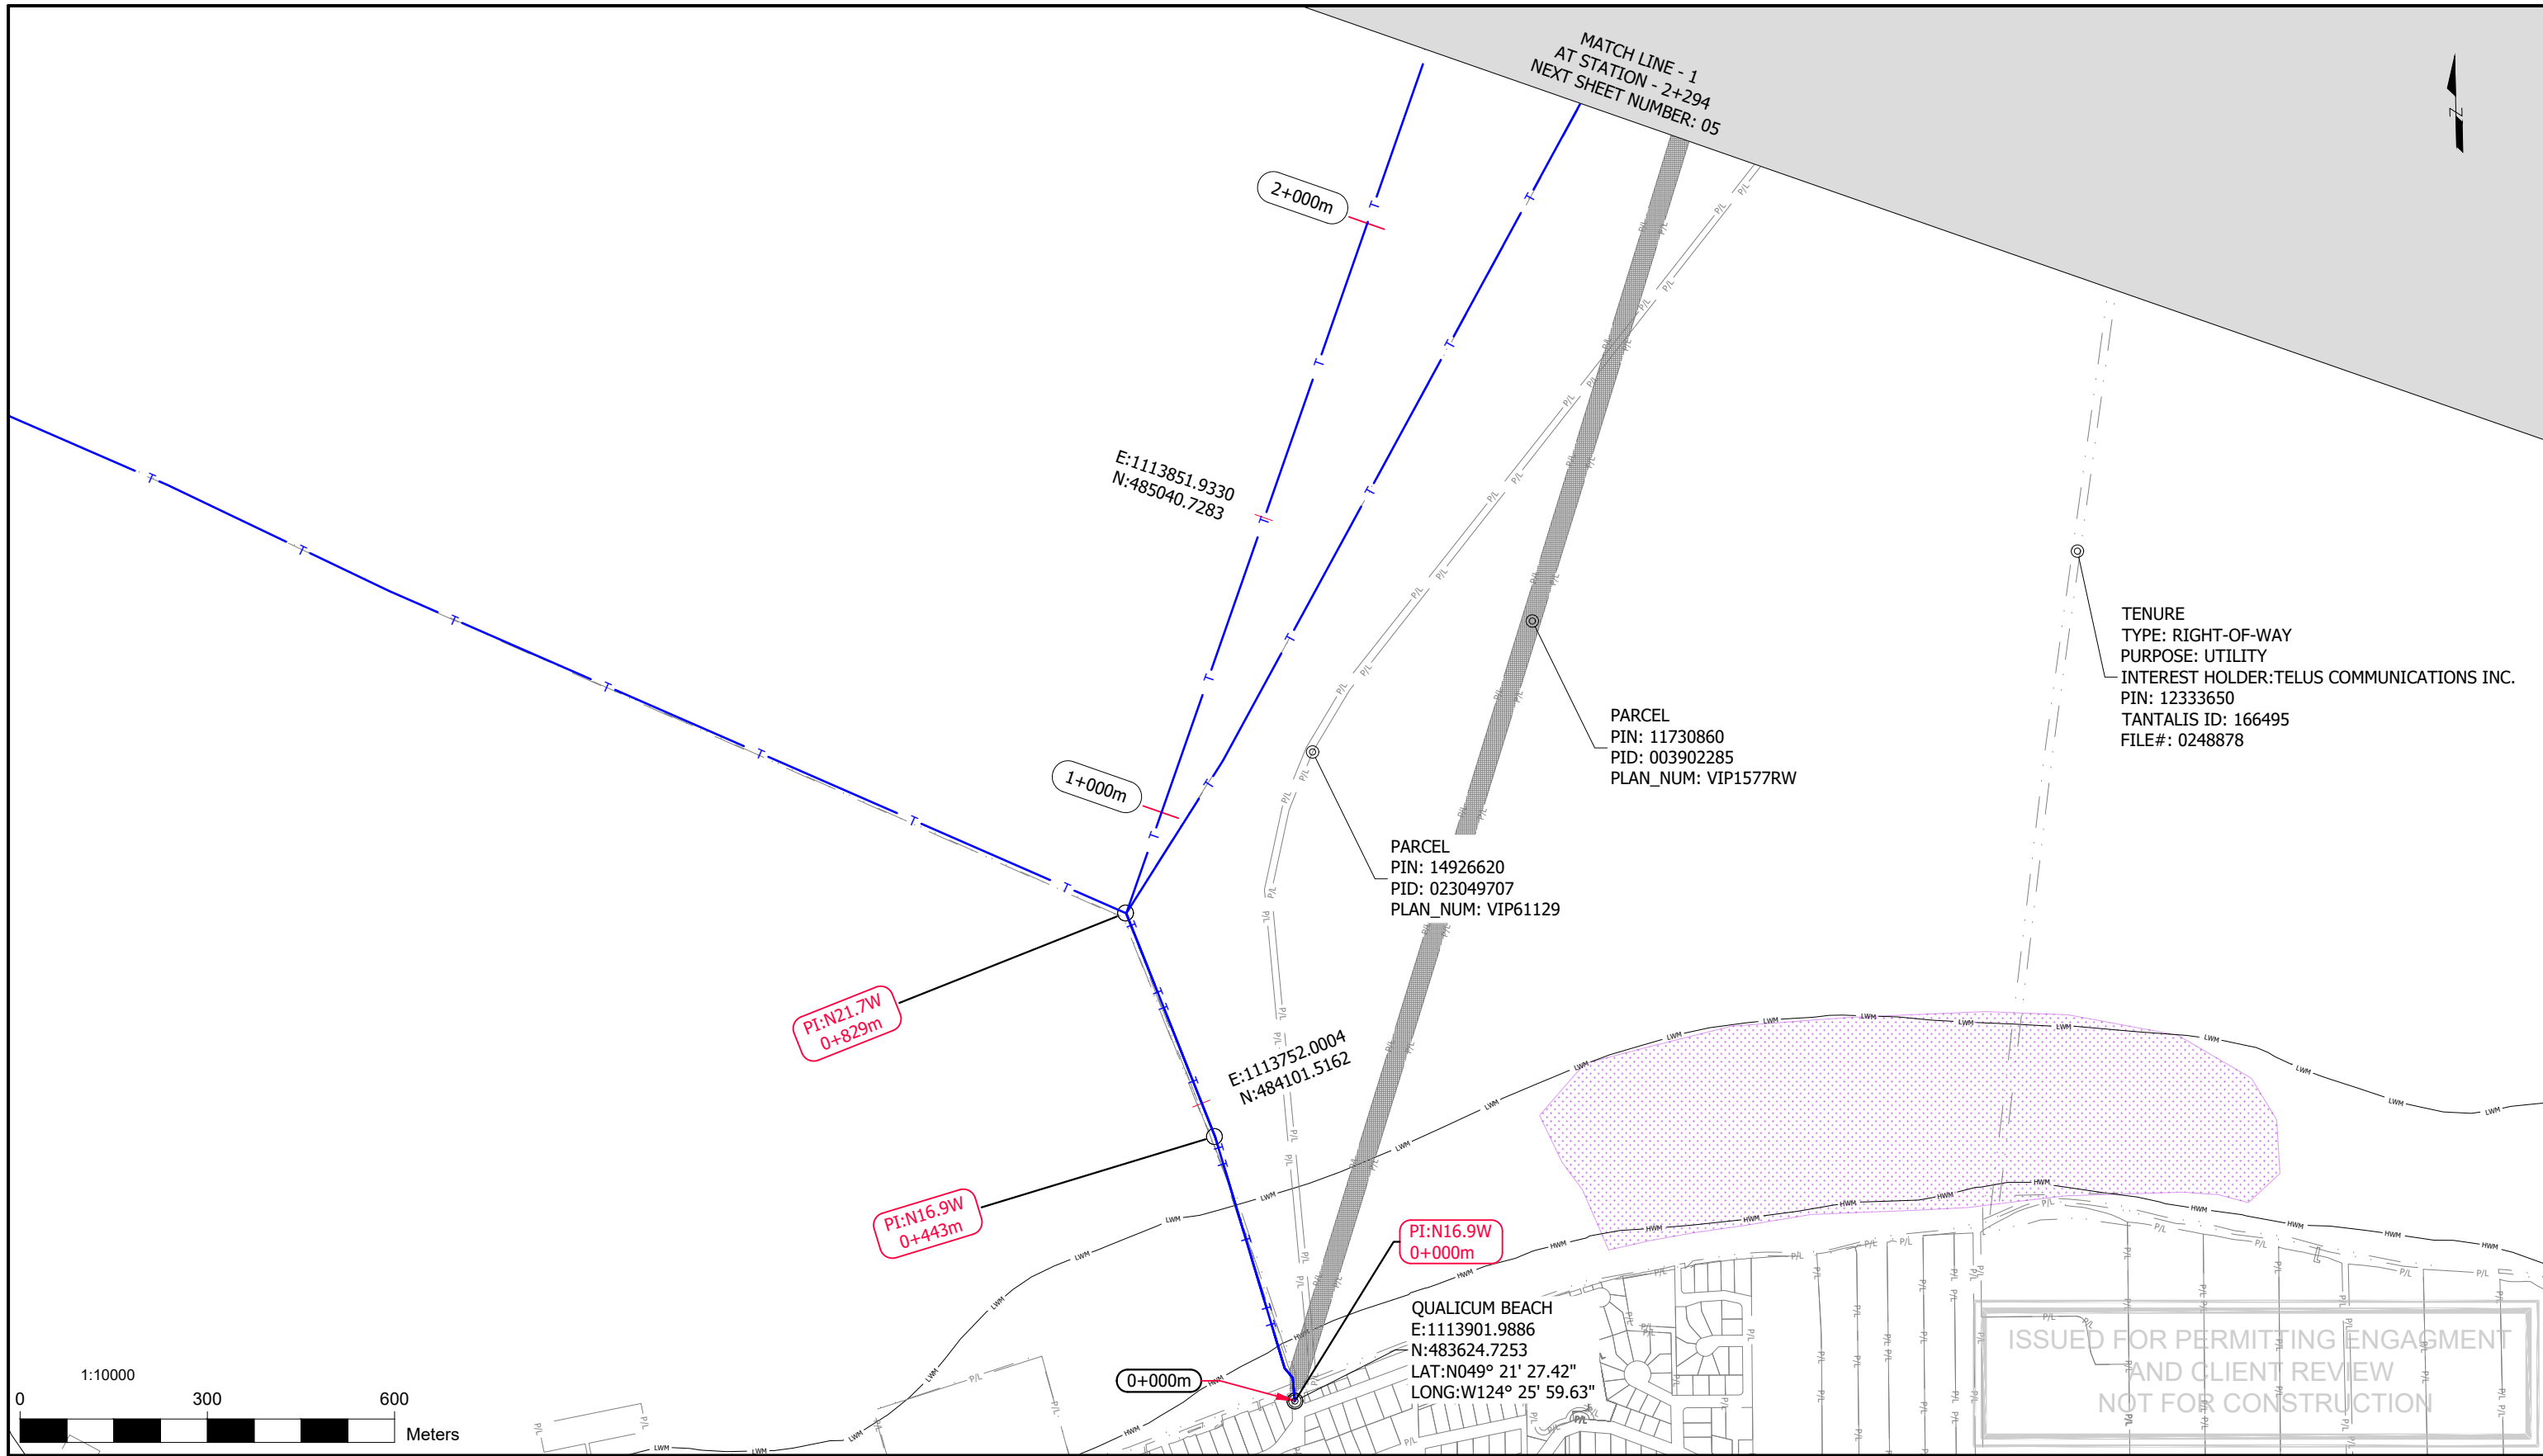 MATCH LINE - 1
AT STATION - 2+294
NEXT SHEET NUMBER: 05
N
2+000m
E:1113851.9330
N:485040.7283
TENURE
TYPE: RIGHT-OF-WAY
PURPOSE: UTILITY
INTEREST HOLDER:TELUS COMMUNICATIONS INC.
PIN: 12333650
TANTALIS ID: 166495
FILE#: 0248878
PARCEL
PIN: 11730860
PID: 003902285
PLAN_NUM: VIP1577RW
1+000m
PARCEL
PIN: 14926620
PID: 023049707
PLAN_NUM: VIP61129
PI:N21.7W
0+829m
E:1113752.0004
N:484101.5162
PI:N16.9W
0+443m
PI:N16.9W
0+000m
QUALICUM BEACH
E:1113901.9886
N:483624.7253
LAT:N049° 21' 27.42"
LONG:W124° 25' 59.63"
0+000m
ISSUED FOR PERMITTING ENGAGMENT
AND CLIENT REVIEW
NOT FOR CONSTRUCTION
1:10000
0 300 600
Meters
T
P/L
LWM
HWM